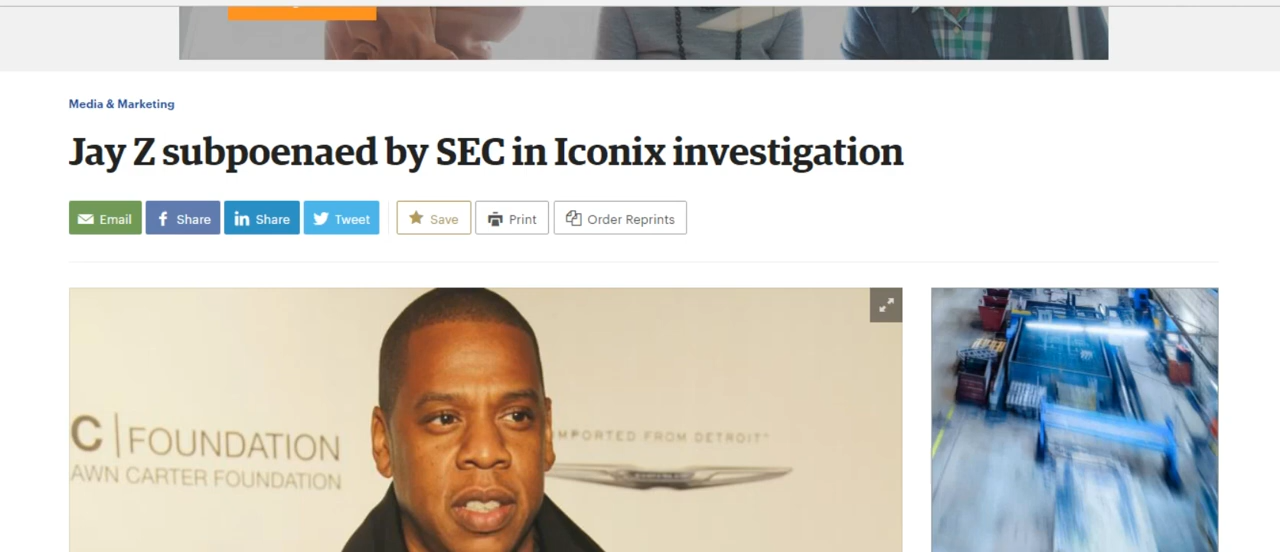 Media & Marketing
Jay Z subpoenaed by SEC in Iconix investigation
Email
Share
Share
Tweet
Save
Print
Order Reprints
C | FOUNDATION
AWN CARTER FOUNDATION
IMPORTED FROM DETROIT™